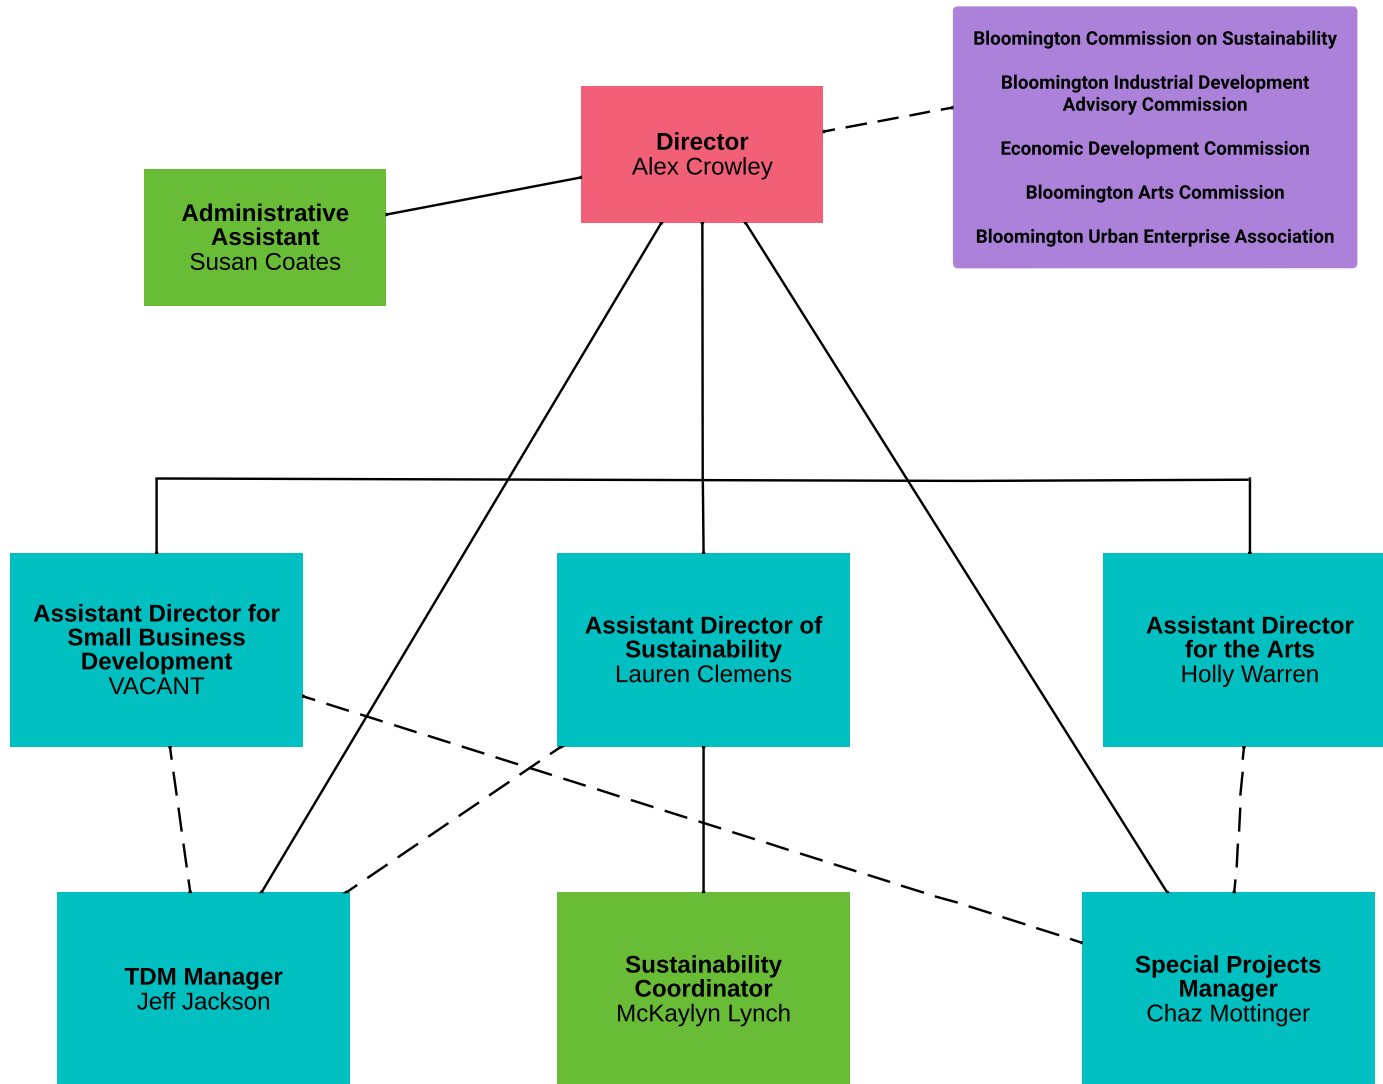 Bloomington Commission on Sustainability
Bloomington Industrial Development
Advisory Commission
Economic Development Commission
Bloomington Arts Commission
Bloomington Urban Enterprise Association
Director
Alex Crowley
Administrative
Assistant
Susan Coates
Assistant Director for
Small Business
Development
VACANT
Assistant Director of
Sustainability
Lauren Clemens
Assistant Director
for the Arts
Holly Warren
TDM Manager
Jeff Jackson
Sustainability
Coordinator
McKaylyn Lynch
Special Projects
Manager
Chaz Mottinger